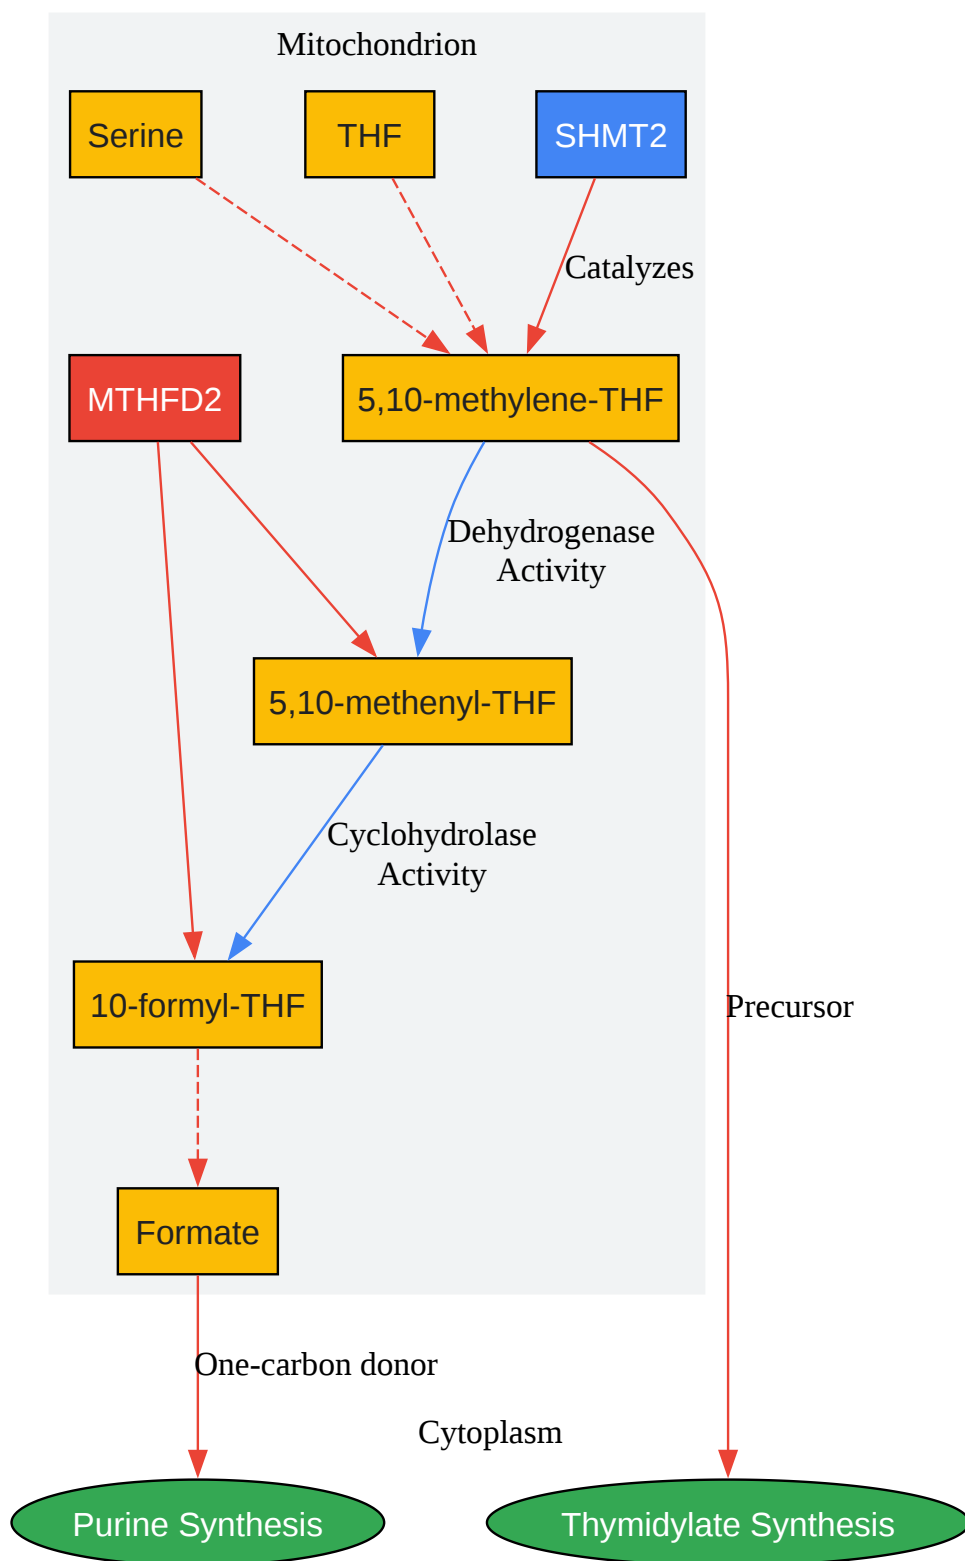 Mitochondrion
Serine
THF
SHMT2
Catalyzes
MTHFD2
5,10-methylene-THF
Dehydrogenase
Activity
5,10-methenyl-THF
Cyclohydrolase
Activity
10-formyl-THF
Precursor
Formate
One-carbon donor
Cytoplasm
Purine Synthesis
Thymidylate Synthesis